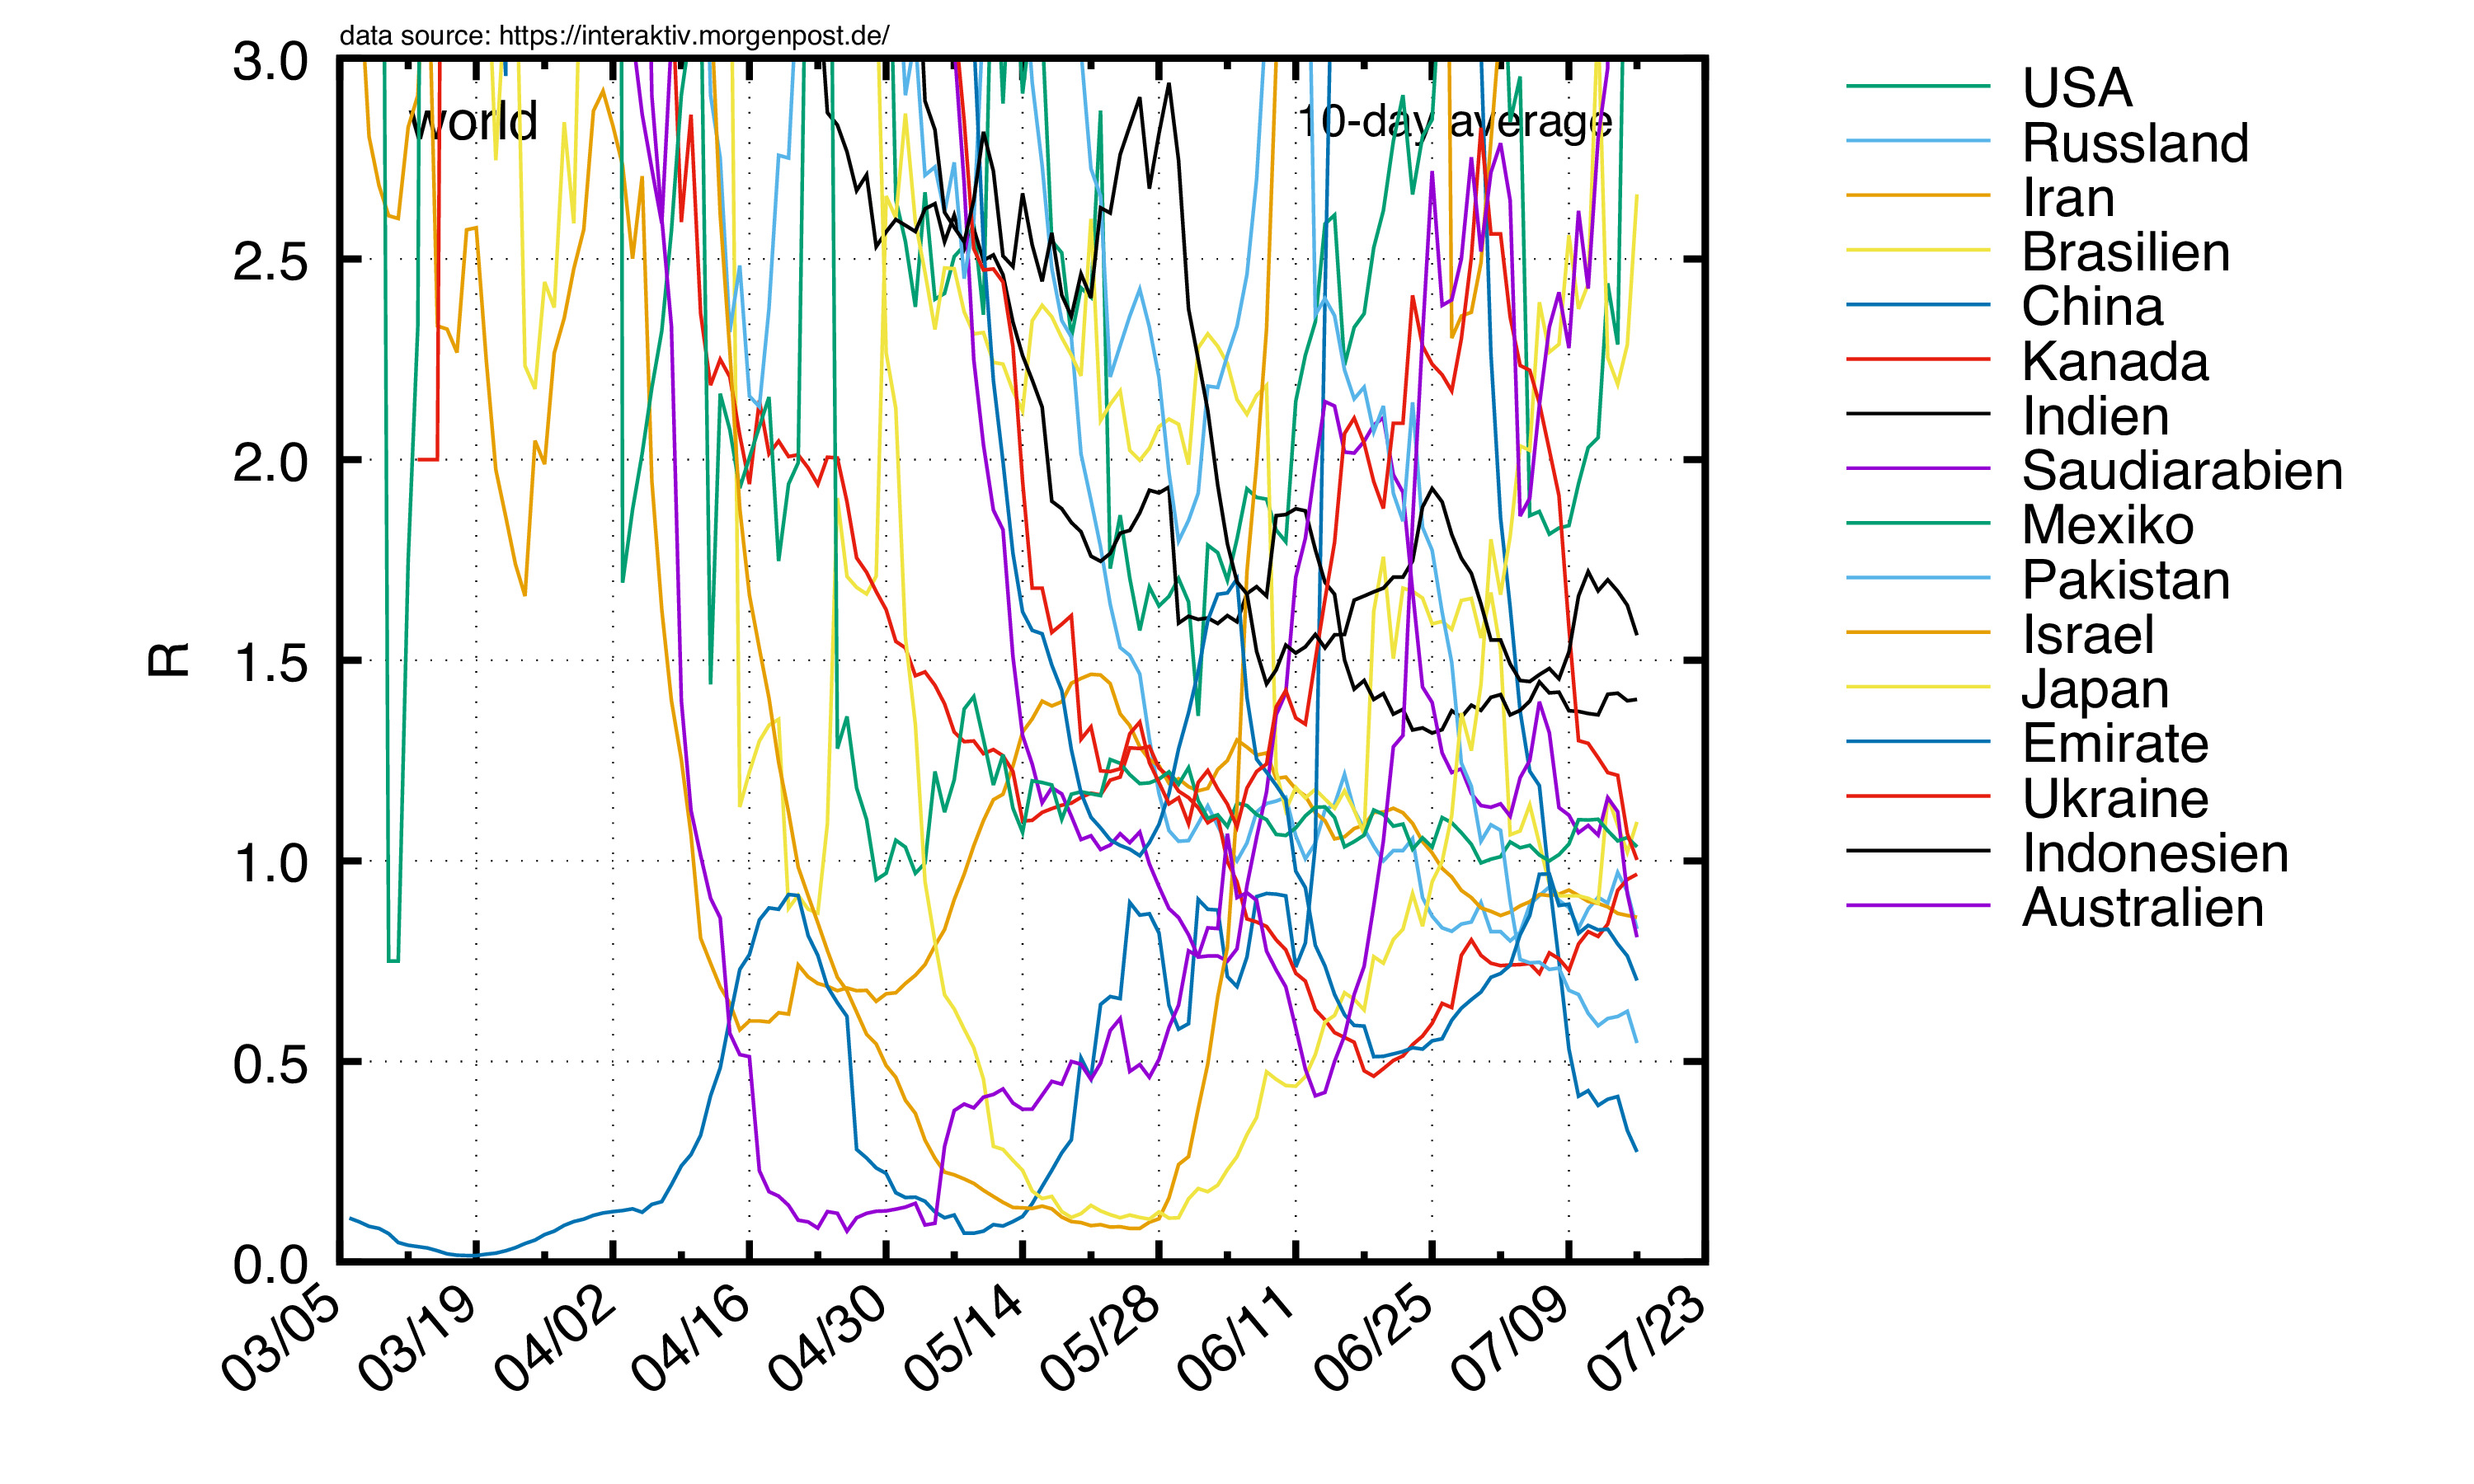 data source: https://interaktiv.morgenpost.de/
world
10-day average
R
3.0
2.5
2.0
1.5
1.0
0.5
0.0
03/05
03/19
04/02
04/16
04/30
05/14
05/28
06/11
06/25
07/09
07/23
USA
Russland
Iran
Brasilien
China
Kanada
Indien
Saudiarabien
Mexiko
Pakistan
Israel
Japan
Emirate
Ukraine
Indonesien
Australien